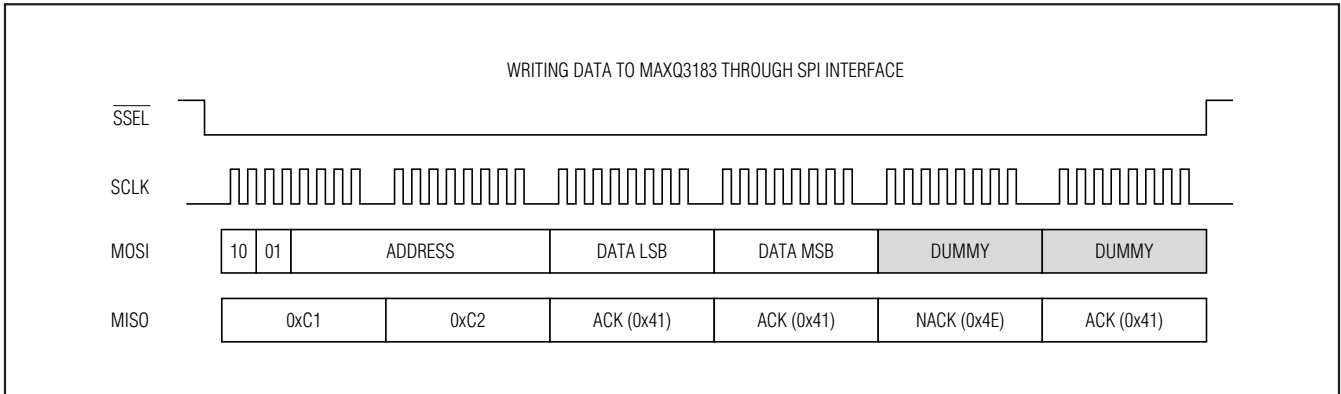 WRITING DATA TO MAXQ3183 THROUGH SPI INTERFACE
SSEL
SCLK
MOSI 10 01 ADDRESS DATA LSB DATA MSB DUMMY DUMMY
MISO 0xC1 0xC2 ACK (0x41) ACK (0x41) NACK (0x4E) ACK (0x41)